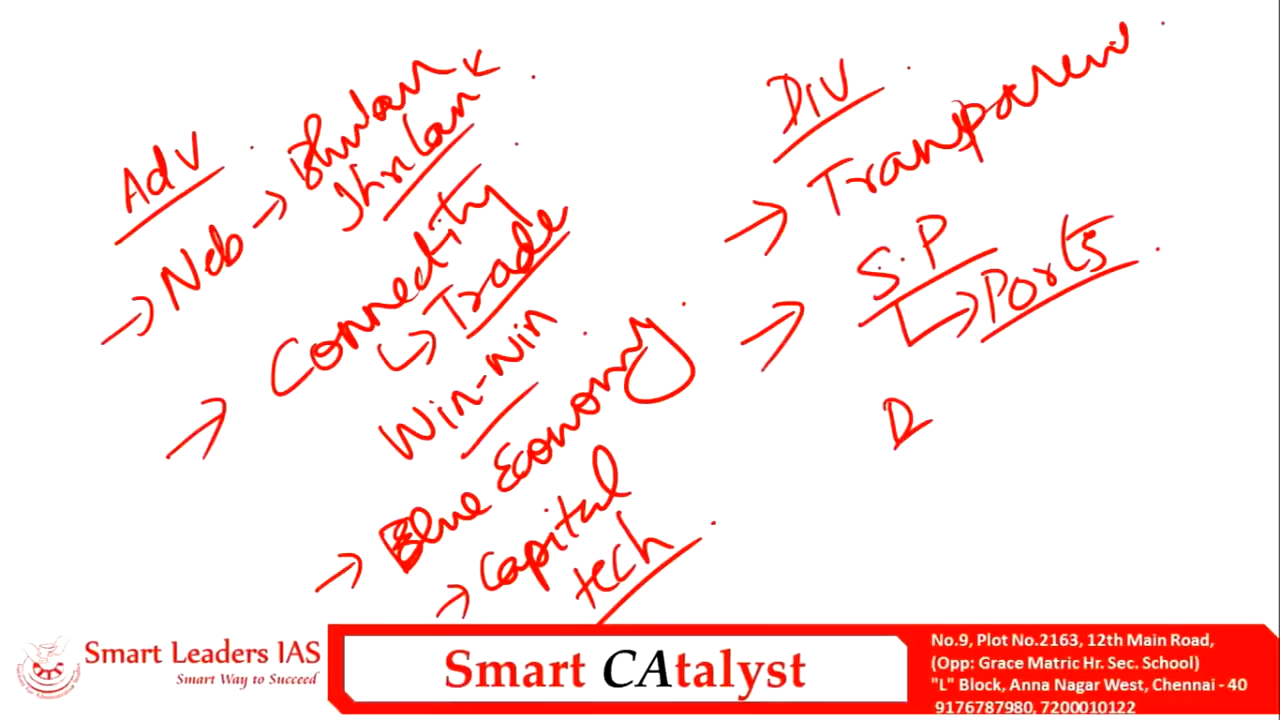 Adv
→ Neb → Bhutan
Connectivity
↳ Trade
Win-Win
→ Blue Economy
→ Capital
tech
Div
→ Tranparent
→ S.P
↳ Ports
D
Smart Leaders IAS
Smart Way to Succeed
Smart CAtalyst
No.9, Plot No.2163, 12th Main Road,
(Opp: Grace Matric Hr. Sec. School)
"L" Block, Anna Nagar West, Chennai - 40
9176787980, 7200010122